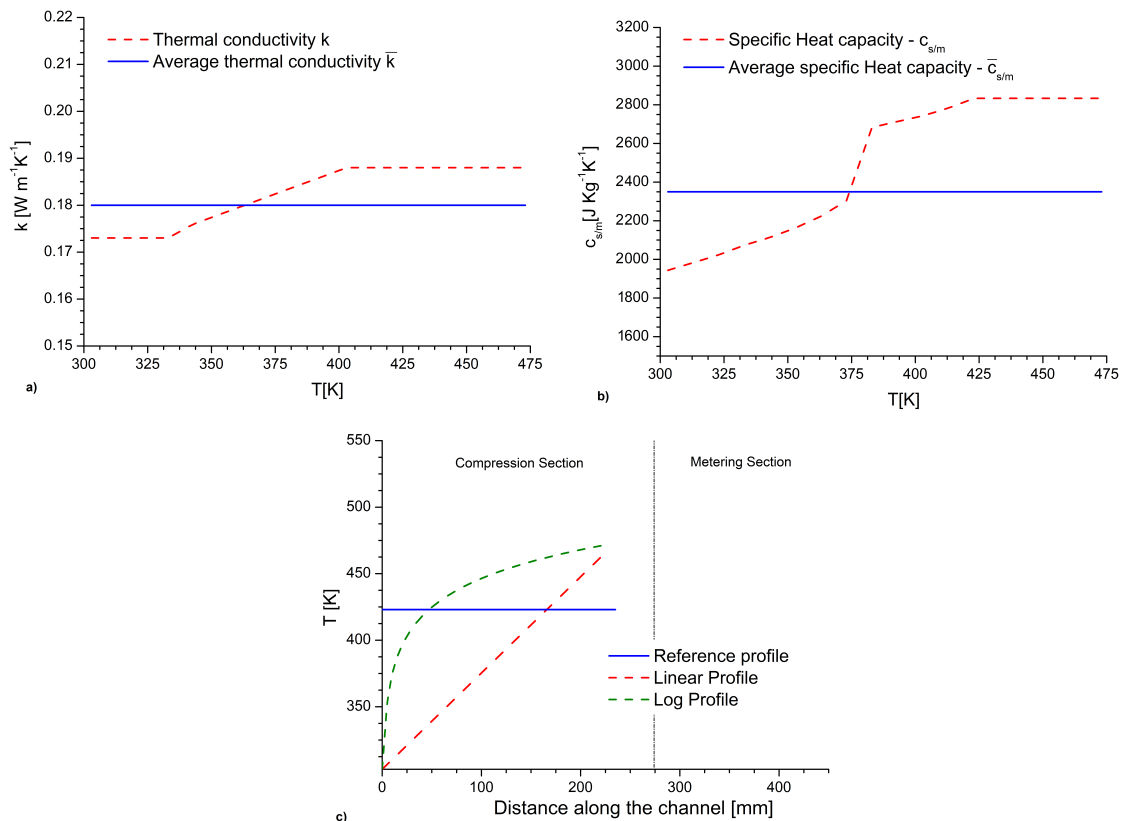 0.22
0.21
0.20
0.19
0.18
0.17
0.16
0.15
k [W m⁻¹K⁻¹]
Thermal conductivity k
Average thermal conductivity k̅
300 325 350 375 400 425 450 475
T[K]
a)
3200
3000
2800
2600
2400
2200
2000
1800
1600
c_s/m[J Kg⁻¹K⁻¹]
Specific Heat capacity - c_s/m
Average specific Heat capacity - c̅_s/m
300 325 350 375 400 425 450 475
T[K]
b)
550
500
450
400
350
T [K]
Compression Section
Metering Section
Reference profile
Linear Profile
Log Profile
0 100 200 300 400
Distance along the channel [mm]
c)